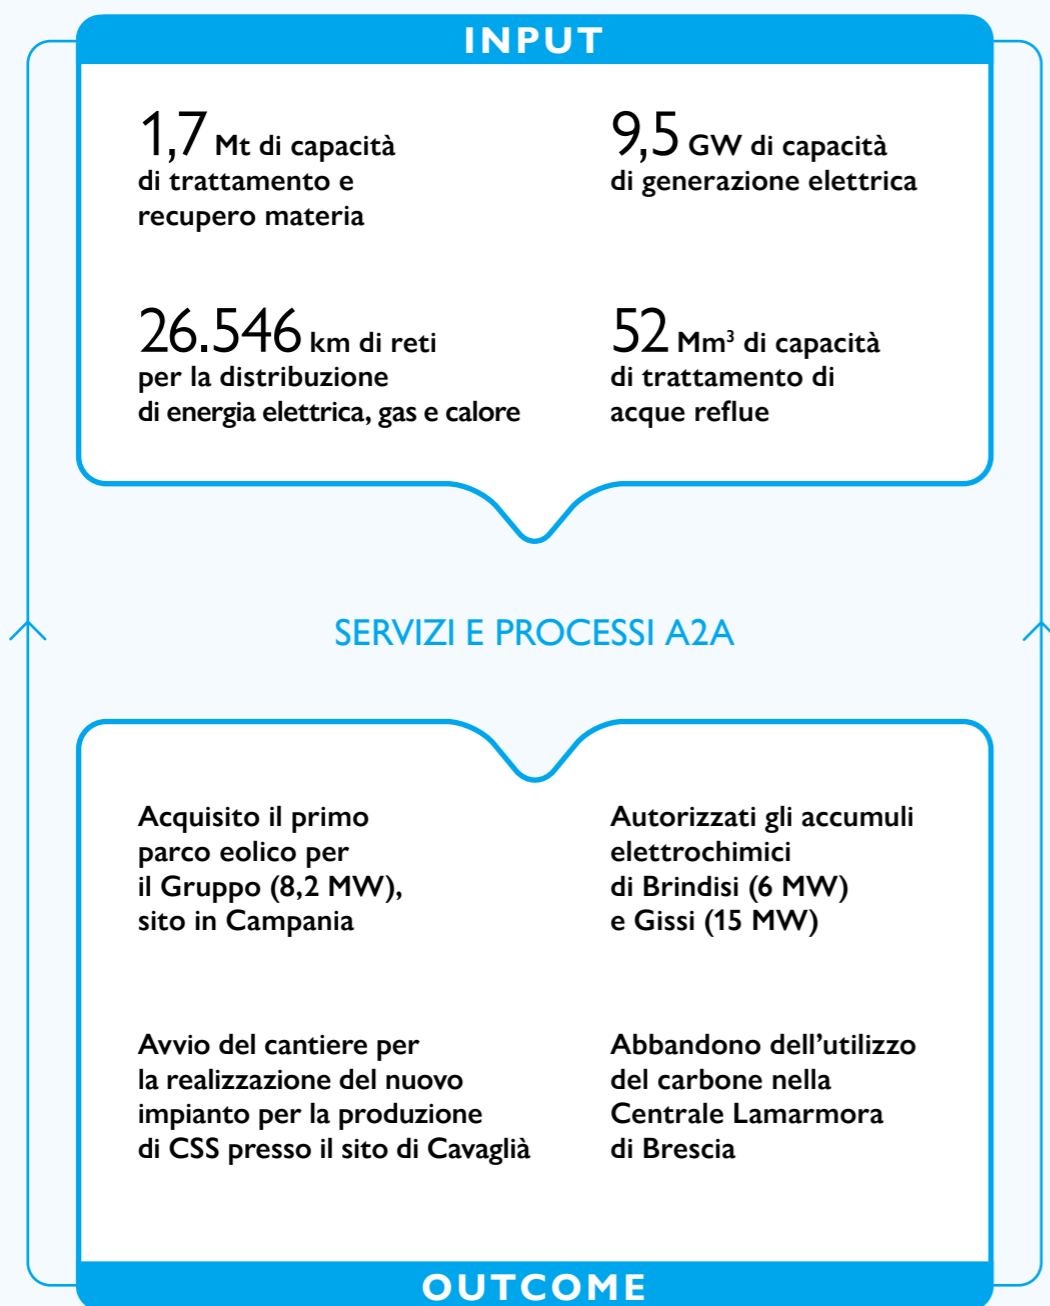 INPUT
1,7 Mt di capacità
di trattamento e
recupero materia
9,5 GW di capacità
di generazione elettrica
26.546 km di reti
per la distribuzione
di energia elettrica, gas e calore
52 Mm³ di capacità
di trattamento di
acque reflue
SERVIZI E PROCESSI A2A
Acquisito il primo
parco eolico per
il Gruppo (8,2 MW),
sito in Campania
Autorizzati gli accumuli
elettrochimici
di Brindisi (6 MW)
e Gissi (15 MW)
Avvio del cantiere per
la realizzazione del nuovo
impianto per la produzione
di CSS presso il sito di Cavaglià
Abbandono dell’utilizzo
del carbone nella
Centrale Lamarmora
di Brescia
OUTCOME